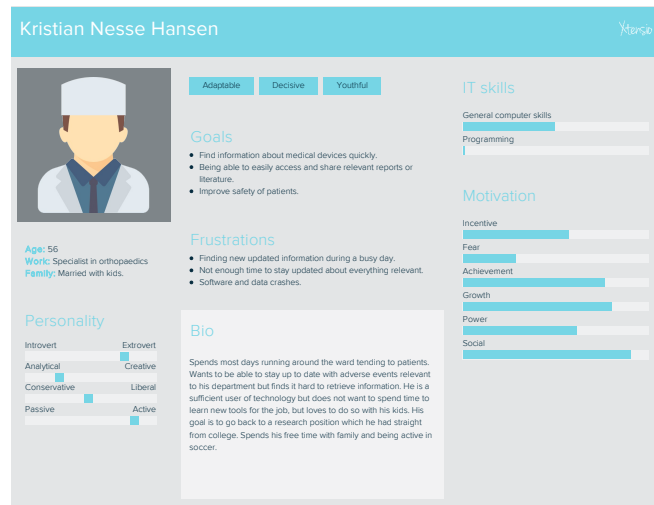 Kristian Nesse Hansen
Xtensio
Adaptable
Decisive
Youthful
Goals
Find information about medical devices quickly.
Being able to easily access and share relevant reports or
literature.
Improve safety of patients.
Frustrations
Finding new updated information during a busy day.
Not enough time to stay updated about everything relevant.
Software and data crashes.
Age: 56
Work: Specialist in orthopaedics
Family: Married with kids.
Personality
Introvert Extrovert
Analytical Creative
Conservative Liberal
Passive Active
Bio
Spends most days running around the ward tending to patients.
Wants to be able to stay up to date with adverse events relevant
to his department but finds it hard to retrieve information. He is a
sufficient user of technology but does not want to spend time to
learn new tools for the job, but loves to do so with his kids. His
goal is to go back to a research position which he had straight
from college. Spends his free time with family and being active in
soccer.
IT skills
General computer skills
Programming
Motivation
Incentive
Fear
Achievement
Growth
Power
Social